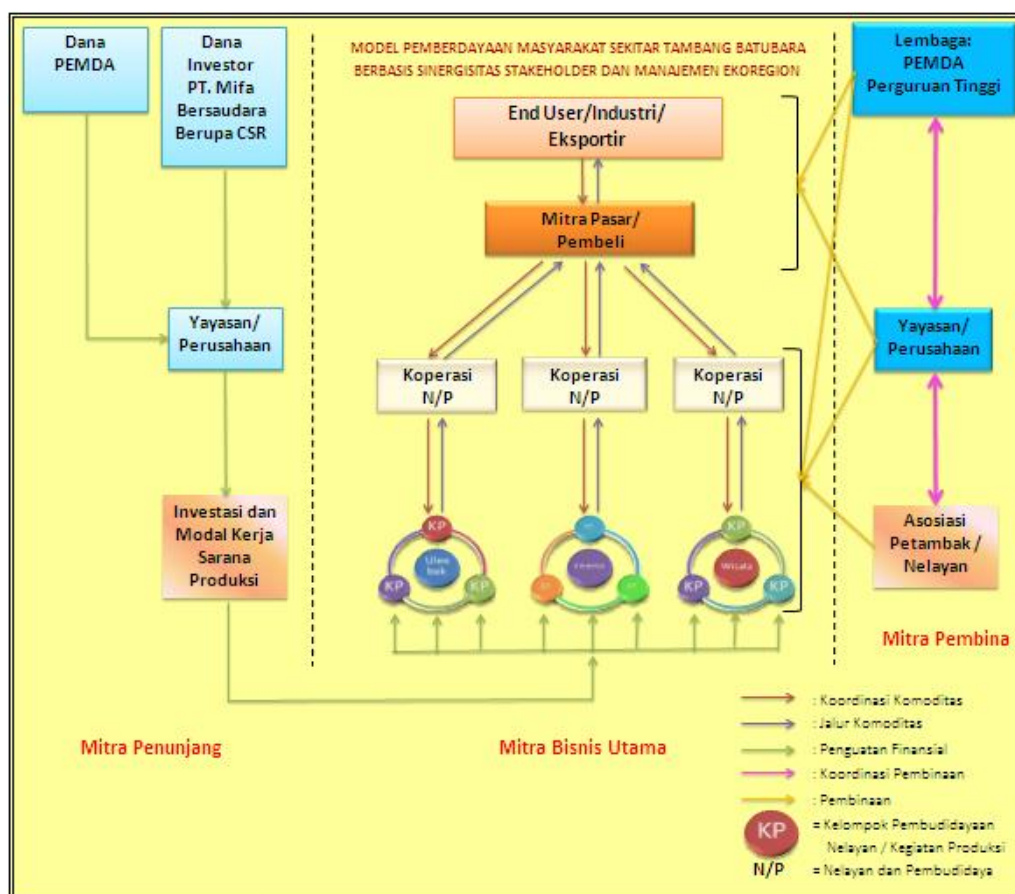 Dana
PEMDA
Dana
Investor
PT. Mifa
Bersaudara
Berupa CSR
Yayasan/
Perusahaan
Investasi dan
Modal Kerja
Sarana
Produksi
Mitra Penunjang
MODEL PEMBERDAYAAN MASYARAKAT SEKITAR TAMBANG BATUBARA
BERBASIS SINERGISITAS STAKEHOLDER DAN MANAJEMEN EKOREGION
End User/Industri/
Eksportir
Mitra Pasar/
Pembeli
Koperasi
N/P
Koperasi
N/P
Koperasi
N/P
KP
KP
KP
KP
Wisata
KP
KP
Mitra Bisnis Utama
Lembaga:
PEMDA
Perguruan Tinggi
Yayasan/
Perusahaan
Asosiasi
Petambak /
Nelayan
Mitra Pembina
: Koordinasi Komoditas
: Jalur Komoditas
: Penguatan Finansial
: Koordinasi Pembinaan
: Pembinaan
KP = Kelompok Pembudidayaan
Nelayan / Kegiatan Produksi
N/P = Nelayan dan Pembudidaya